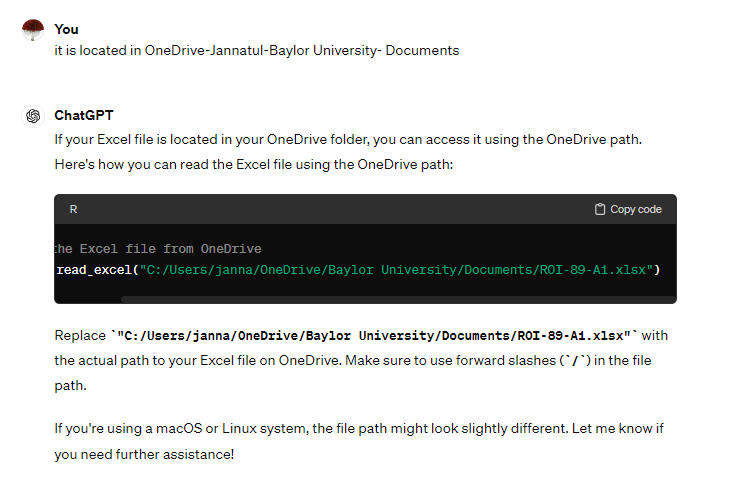 You
it is located in OneDrive-Jannatul-Baylor University- Documents
ChatGPT
If your Excel file is located in your OneDrive folder, you can access it using the OneDrive path.
Here's how you can read the Excel file using the OneDrive path:
R
Copy code
the Excel file from OneDrive
read_excel("C:/Users/janna/OneDrive/Baylor University/Documents/ROI-89-A1.xlsx")
Replace `"C:/Users/janna/OneDrive/Baylor University/Documents/ROI-89-A1.xlsx"` with
the actual path to your Excel file on OneDrive. Make sure to use forward slashes (`/`) in the file
path.
If you're using a macOS or Linux system, the file path might look slightly different. Let me know if
you need further assistance!